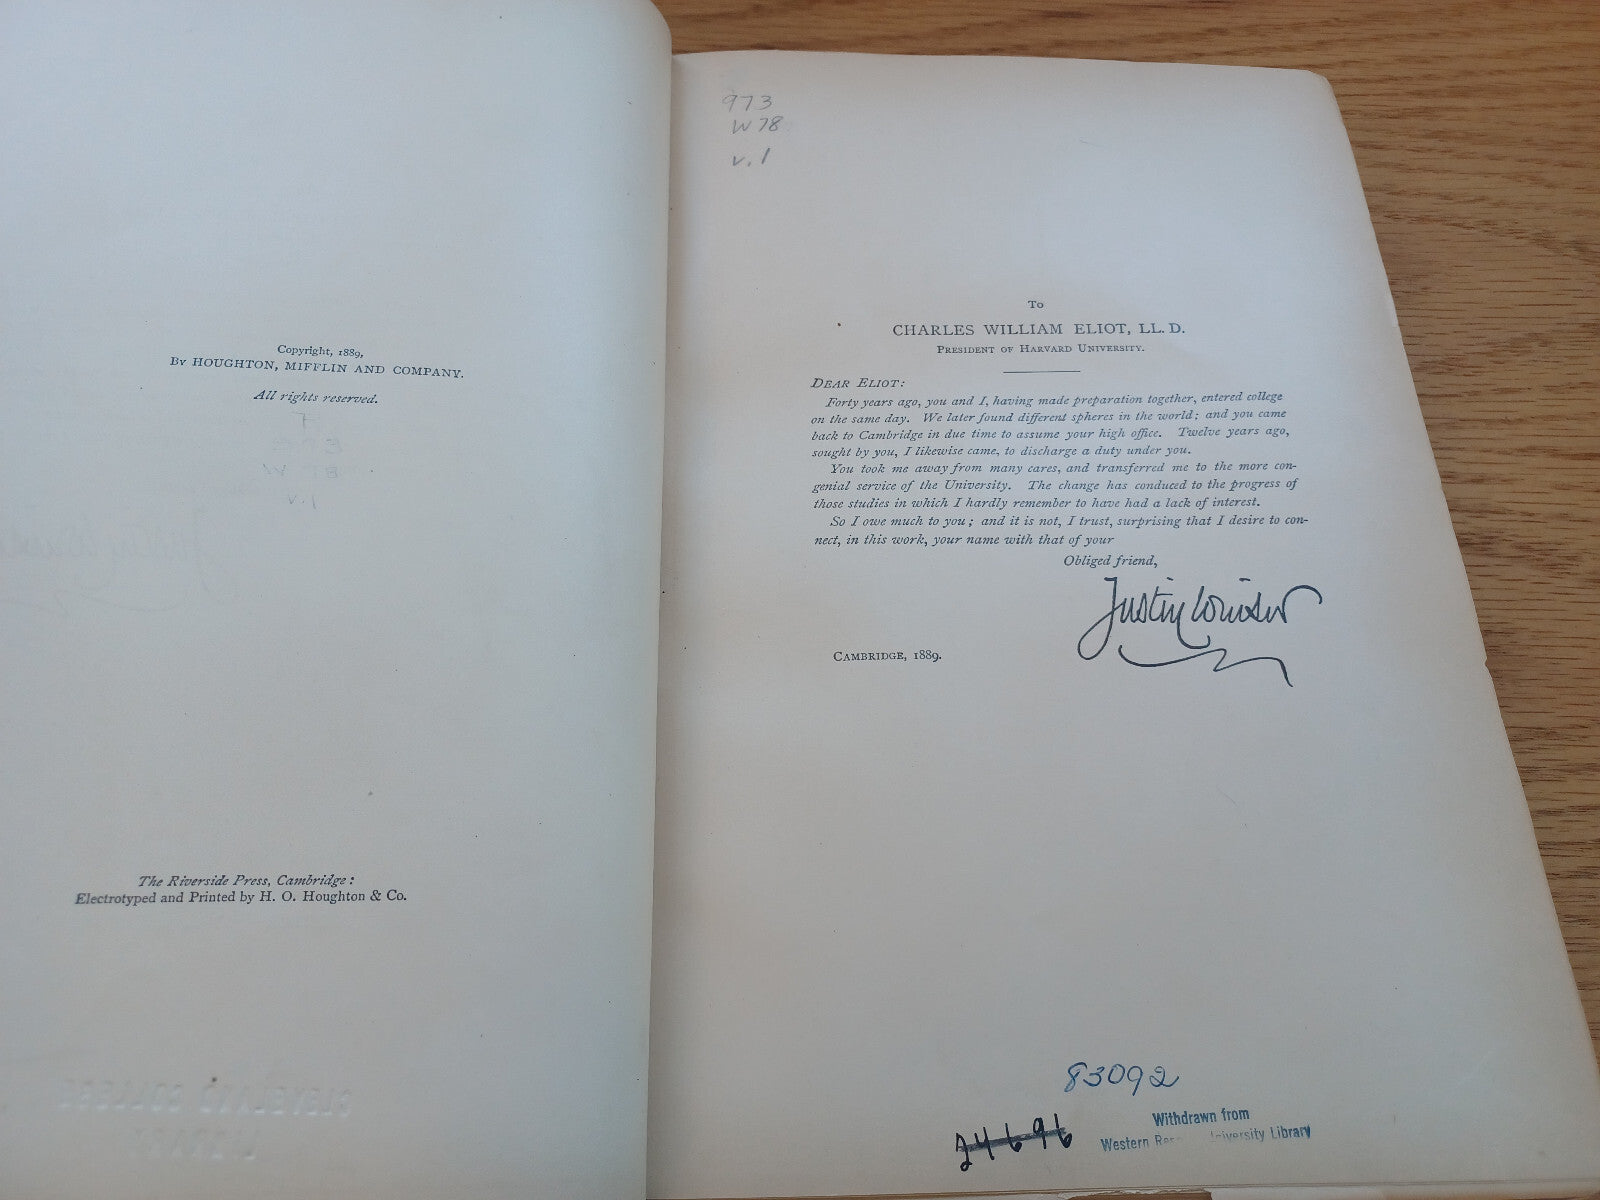 Copyright, 1889,
By HOUGHTON, MIFFLIN AND COMPANY.
All rights reserved.
The Riverside Press, Cambridge:
Electrotyped and Printed by H. O. Houghton & Co.
CLEVELAND COLLEGE
LIBRARY
973
W78
v.1
To
CHARLES WILLIAM ELIOT, LL. D.
PRESIDENT OF HARVARD UNIVERSITY.
DEAR ELIOT:
Forty years ago, you and I, having made preparation together, entered college
on the same day. We later found different spheres in the world; and you came
back to Cambridge in due time to assume your high office. Twelve years ago,
sought by you, I likewise came, to discharge a duty under you.
You took me away from many cares, and transferred me to the more con-
genial service of the University. The change has conduced to the progress of
those studies in which I hardly remember to have had a lack of interest.
So I owe much to you; and it is not, I trust, surprising that I desire to con-
nect, in this work, your name with that of your
Obliged friend,
Justin Winsor
CAMBRIDGE, 1889.
83092
24696
Withdrawn from
Western University Library